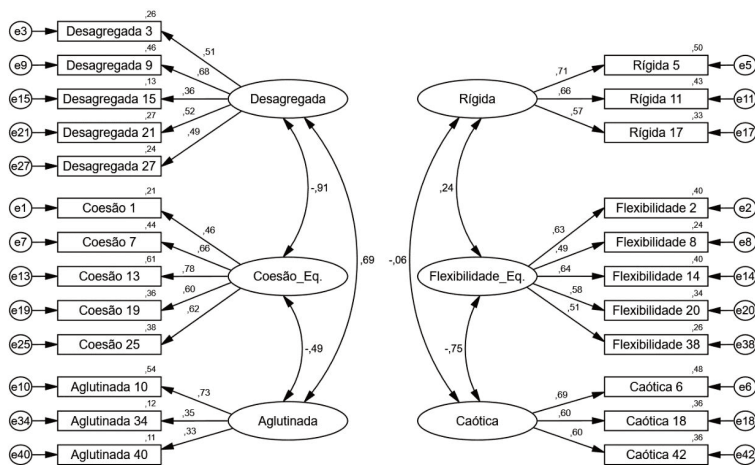 ,26
e3 Desagregada 3
,51
,46
e9 Desagregada 9
,68
,13
e15 Desagregada 15
,36
Desagregada
,27
e21 Desagregada 21
,52
,24
e27 Desagregada 27
,49
-,91
,21
e1 Coesão 1
,46
,44
e7 Coesão 7
,66
,61
e13 Coesão 13
,78
Coesão_Eq.
,69
,36
e19 Coesão 19
,60
,38
e25 Coesão 25
,62
-,49
,54
e10 Aglutinada 10
,73
,12
e34 Aglutinada 34
,35
Aglutinada
,11
e40 Aglutinada 40
,33
,50
,71
Rígida 5 e5
Rígida
,43
,66
Rígida 11 e11
,33
,57
Rígida 17 e17
,24
-,06
,40
,63
Flexibilidade 2 e2
,24
,49
Flexibilidade 8 e8
Flexibilidade_Eq.
,40
,64
Flexibilidade 14 e14
,34
,58
Flexibilidade 20 e20
,26
,51
Flexibilidade 38 e38
-,75
,48
,69
Caótica 6 e6
Caótica
,36
,60
Caótica 18 e18
,36
,60
Caótica 42 e42